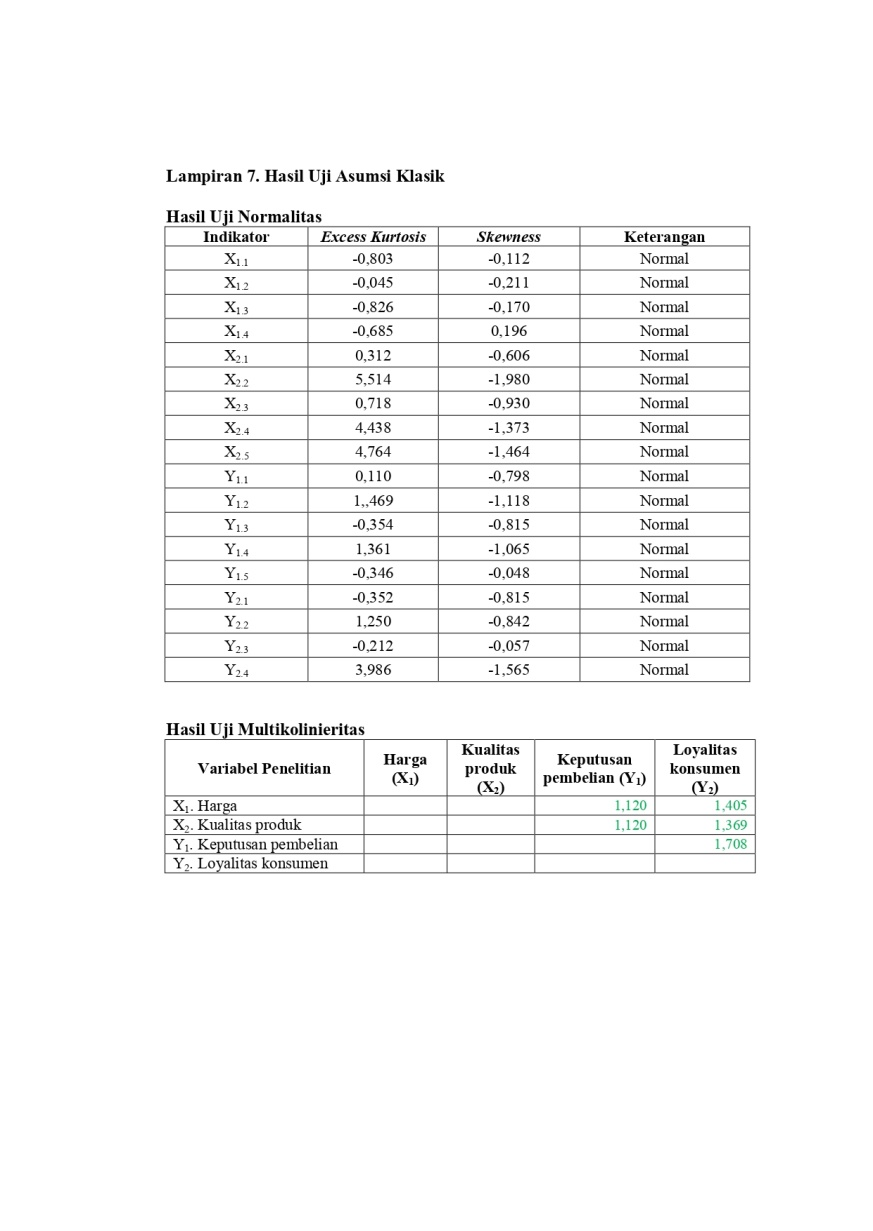 Lampiran 7. Hasil Uji Asumsi Klasik
Hasil Uji Normalitas
Indikator Excess Kurtosis Skewness Keterangan
X1.1 -0,803 -0,112 Normal
X1.2 -0,045 -0,211 Normal
X1.3 -0,826 -0,170 Normal
X1.4 -0,685 0,196 Normal
X2.1 0,312 -0,606 Normal
X2.2 5,514 -1,980 Normal
X2.3 0,718 -0,930 Normal
X2.4 4,438 -1,373 Normal
X2.5 4,764 -1,464 Normal
Y1.1 0,110 -0,798 Normal
Y1.2 1,,469 -1,118 Normal
Y1.3 -0,354 -0,815 Normal
Y1.4 1,361 -1,065 Normal
Y1.5 -0,346 -0,048 Normal
Y2.1 -0,352 -0,815 Normal
Y2.2 1,250 -0,842 Normal
Y2.3 -0,212 -0,057 Normal
Y2.4 3,986 -1,565 Normal
Hasil Uji Multikolinieritas
Variabel Penelitian Harga (X1) Kualitas produk (X2) Keputusan pembelian (Y1) Loyalitas konsumen (Y2)
X1. Harga 1,120 1,405
X2. Kualitas produk 1,120 1,369
Y1. Keputusan pembelian 1,708
Y2. Loyalitas konsumen